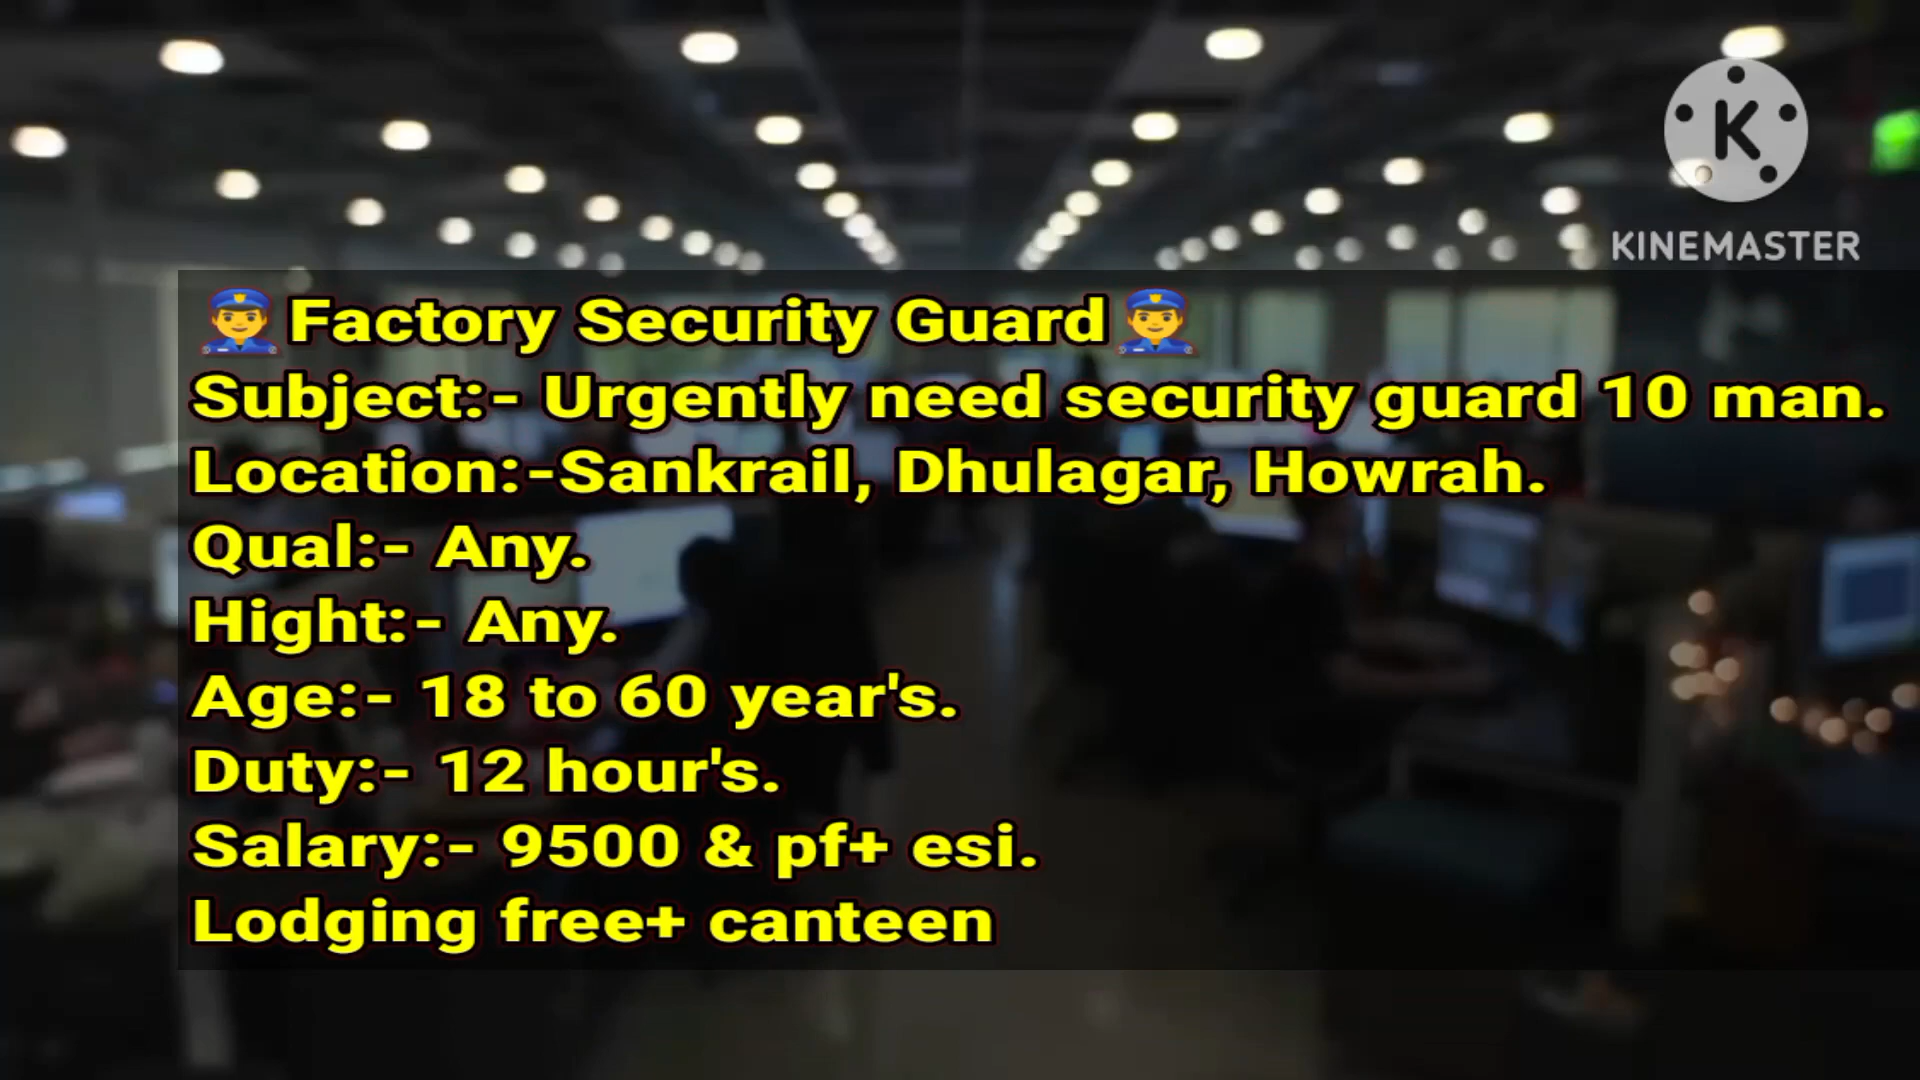 K
KINEMASTER
👮Factory Security Guard👮
Subject:- Urgently need security guard 10 man.
Location:-Sankrail, Dhulagar, Howrah.
Qual:- Any.
Hight:- Any.
Age:- 18 to 60 year's.
Duty:- 12 hour's.
Salary:- 9500 & pf+ esi.
Lodging free+ canteen